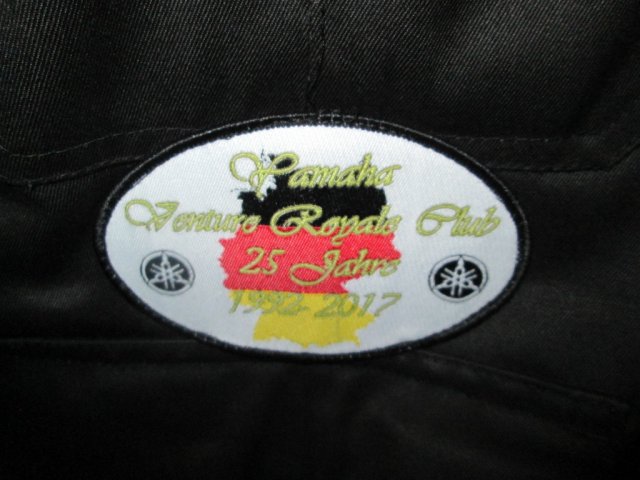 Yamaha
Venture Royale Club
25 Jahre
1992-2017